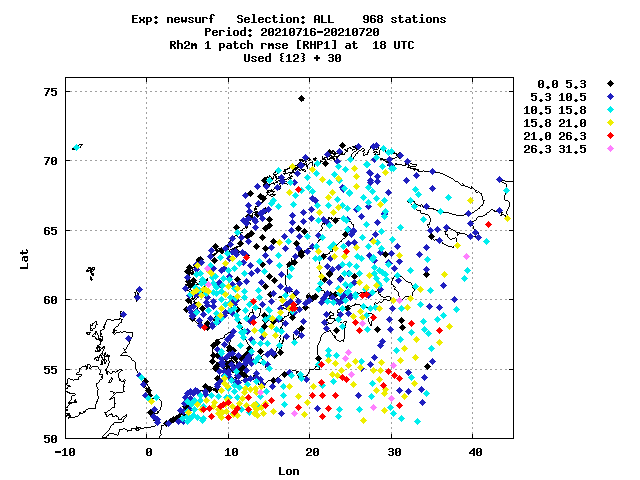 Exp: newsurf Selection: ALL 968 stations
Period: 20210716-20210720
Rh2m 1 patch rmse [RHP1] at 18 UTC
Used {12} + 30
0.0 5.3
5.3 10.5
10.5 15.8
15.8 21.0
21.0 26.3
26.3 31.5
75
70
65
60
55
50
Lat
-10 0 10 20 30 40
Lon